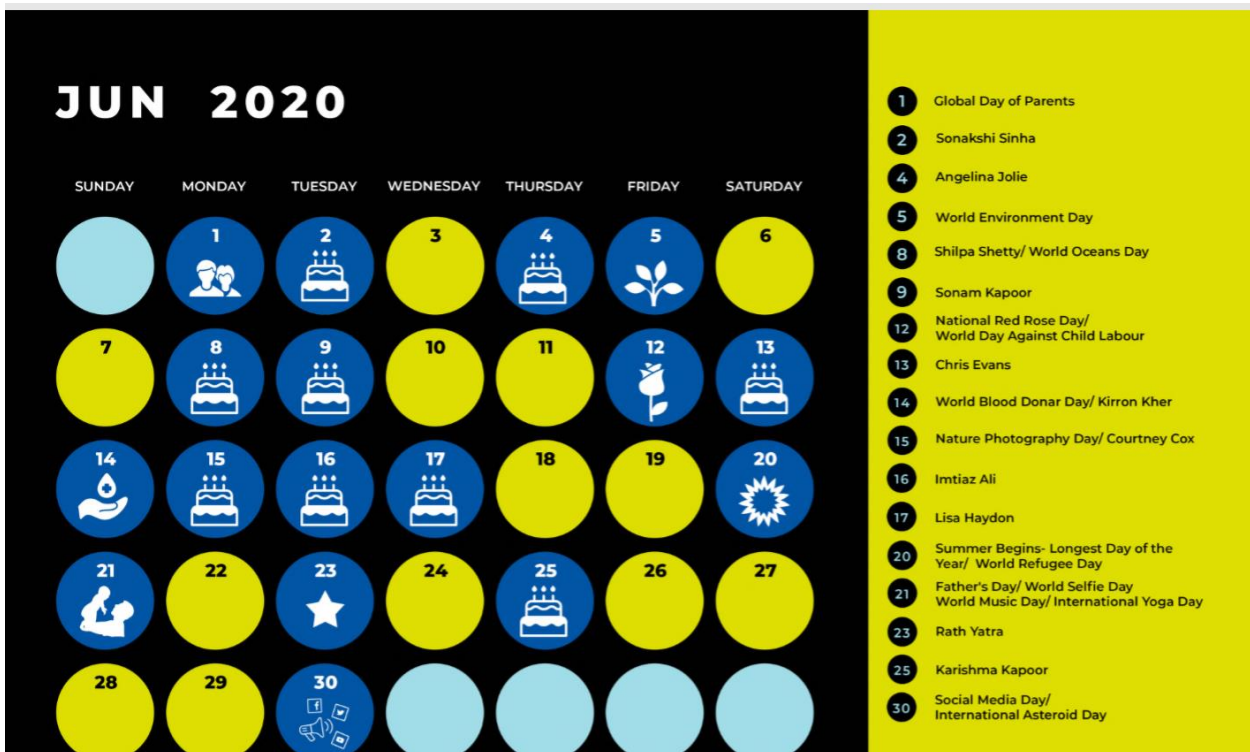 JUN 2020
SUNDAY MONDAY TUESDAY WEDNESDAY THURSDAY FRIDAY SATURDAY
1 2 3 4 5 6
7 8 9 10 11 12 13
14 15 16 17 18 19 20
21 22 23 24 25 26 27
28 29 30
1 Global Day of Parents
2 Sonakshi Sinha
4 Angelina Jolie
5 World Environment Day
8 Shilpa Shetty/ World Oceans Day
9 Sonam Kapoor
12 National Red Rose Day/
World Day Against Child Labour
13 Chris Evans
14 World Blood Donar Day/ Kirron Kher
15 Nature Photography Day/ Courtney Cox
16 Imtiaz Ali
17 Lisa Haydon
20 Summer Begins- Longest Day of the
Year/ World Refugee Day
21 Father's Day/ World Selfie Day
World Music Day/ International Yoga Day
23 Rath Yatra
25 Karishma Kapoor
30 Social Media Day/
International Asteroid Day